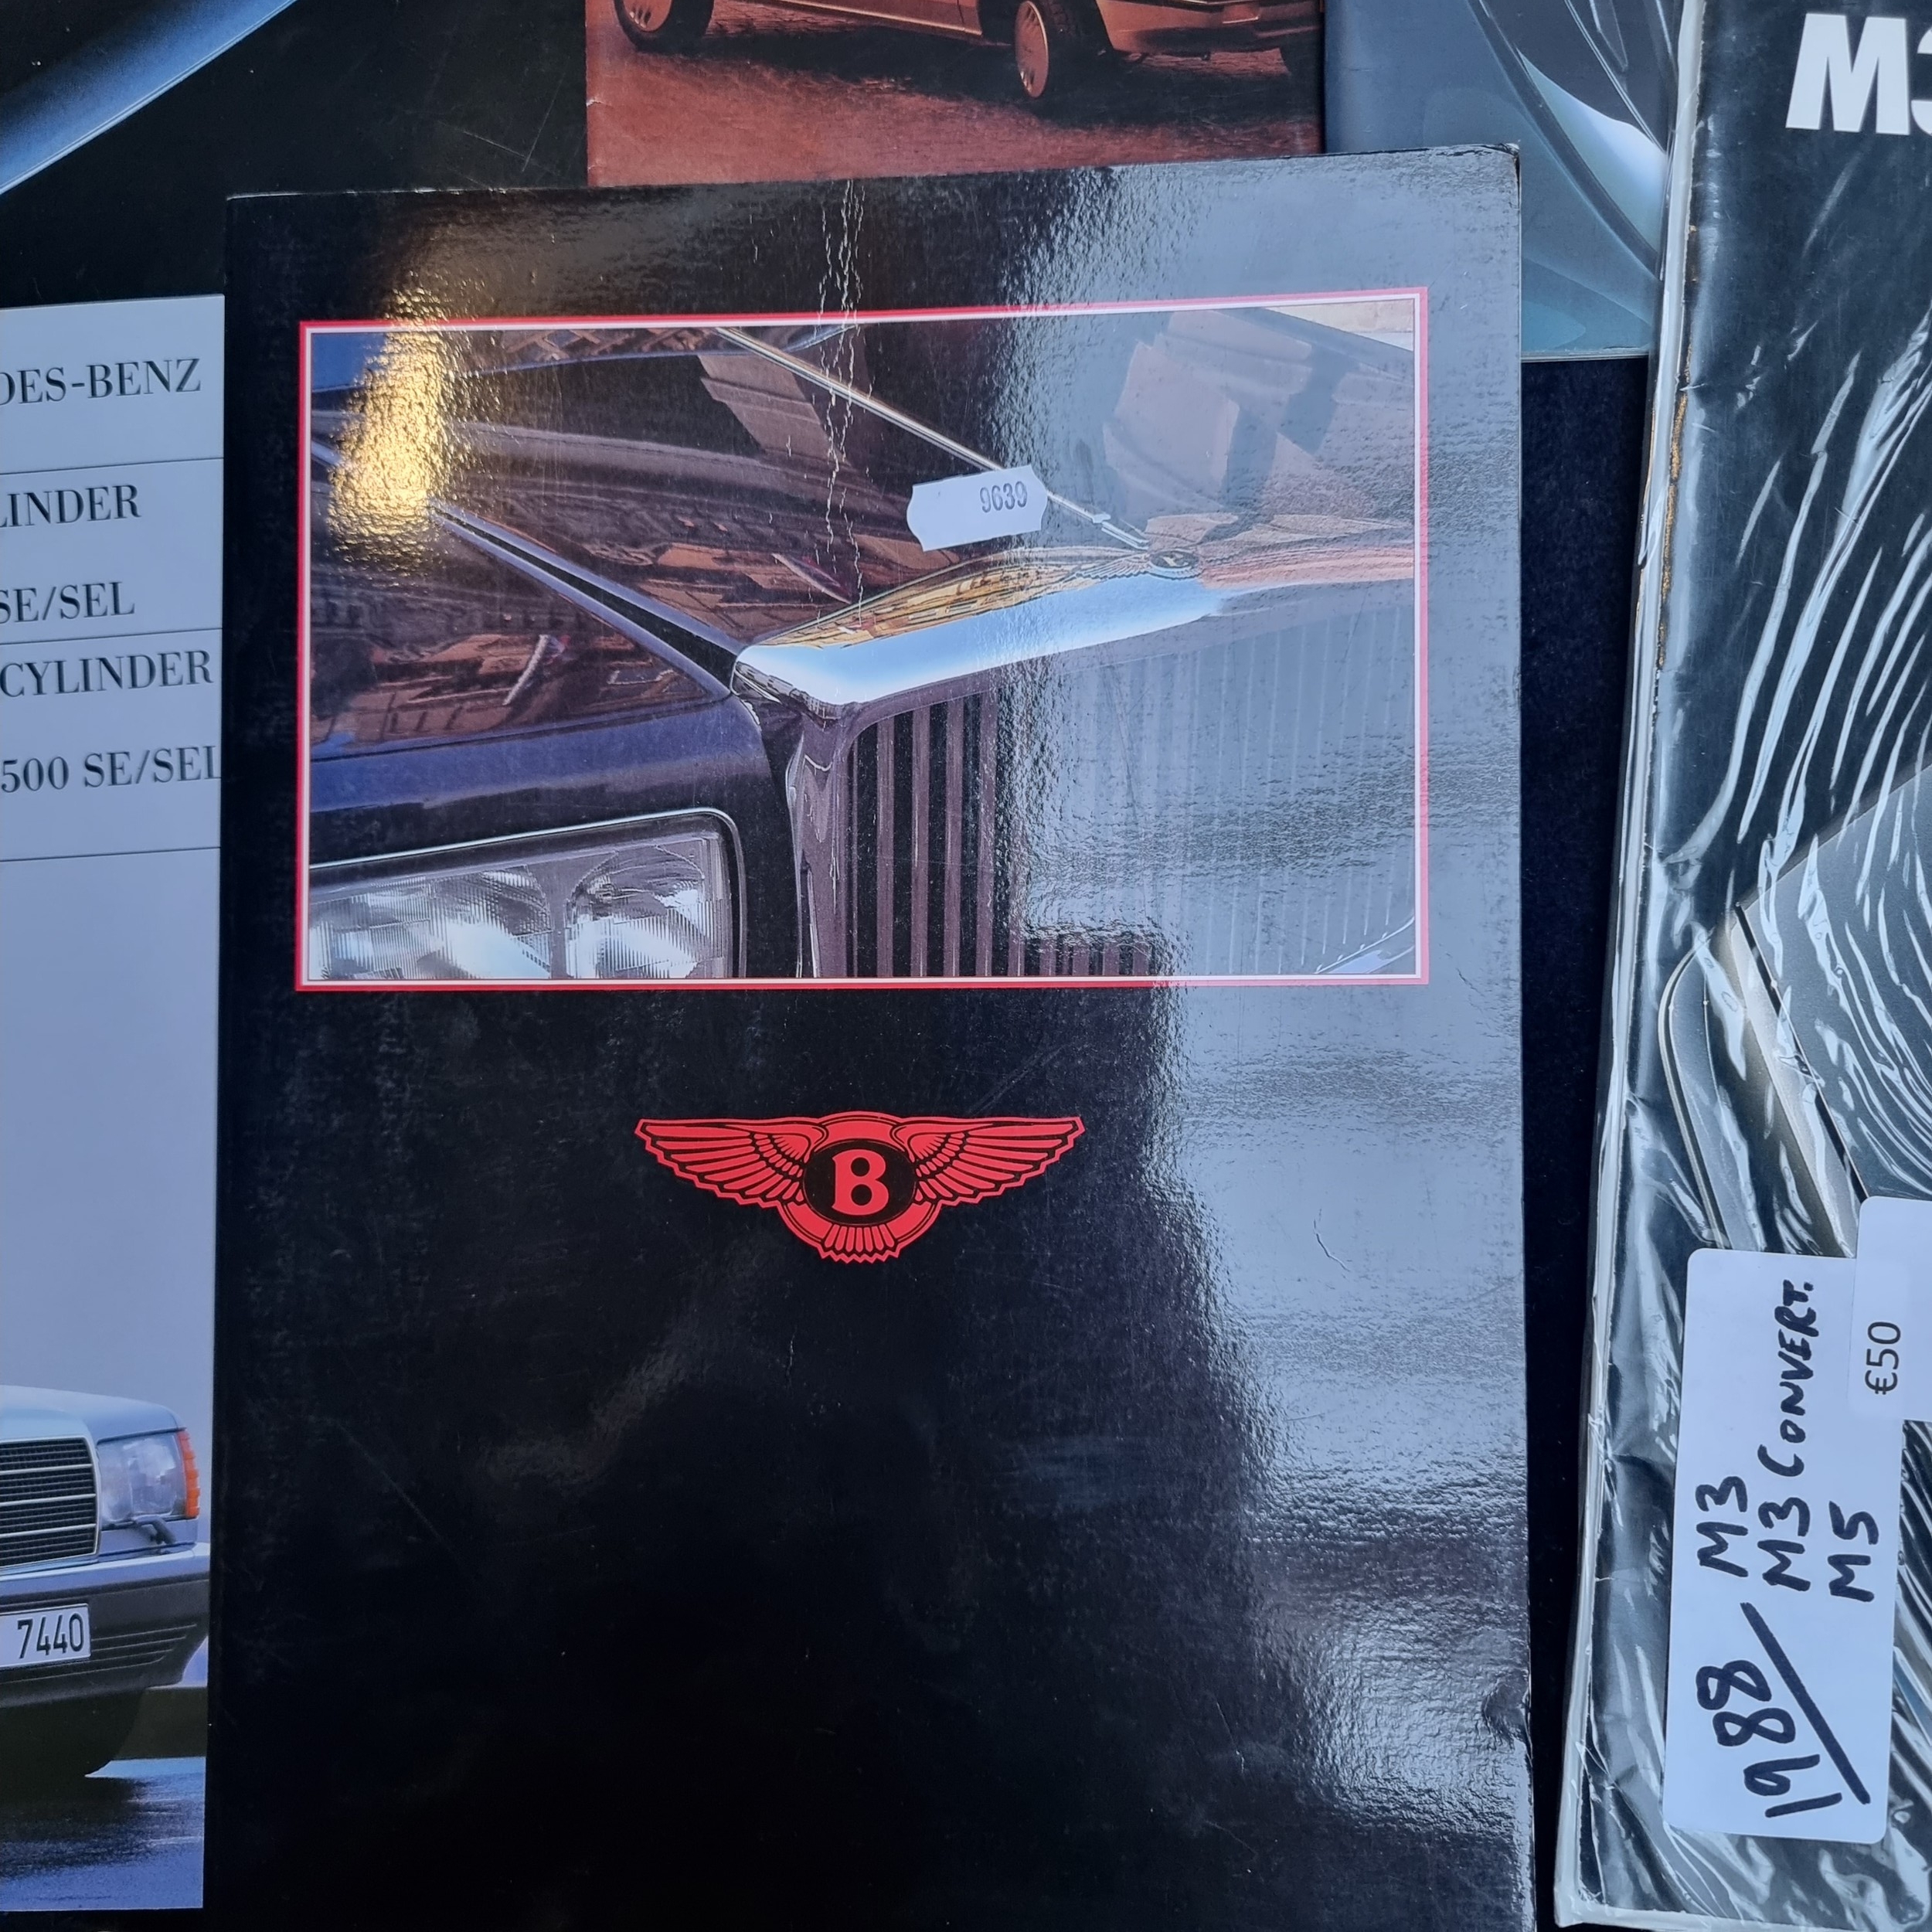 M3
DES-BENZ
LINDER
SE/SEL
CYLINDER
500 SE/SEL
9639
B
7440
€50
1988/ M3
M3 CONVERT.
M5